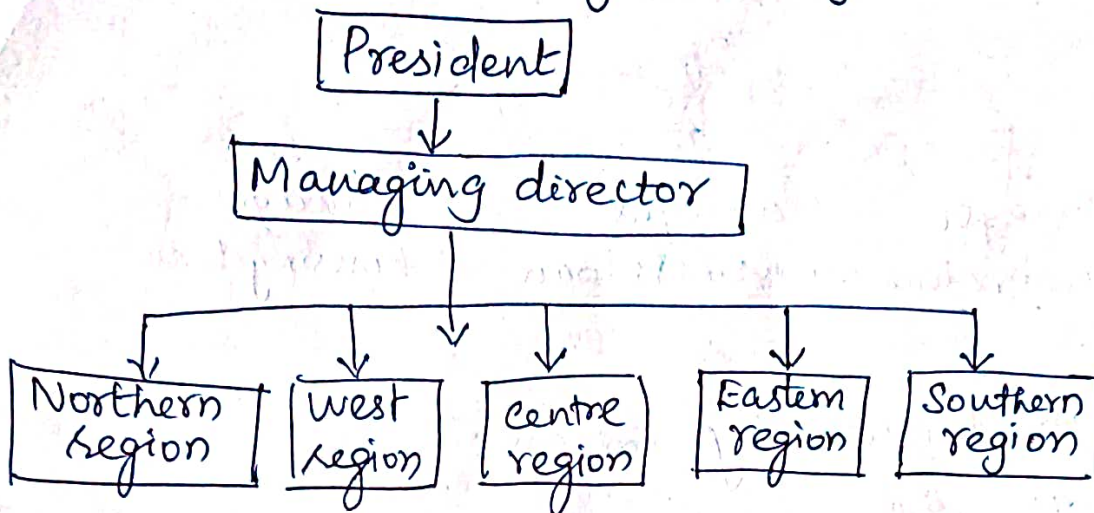 President
Managing director
Northern
region
west
region
centre
region
Eastern
region
Southern
region